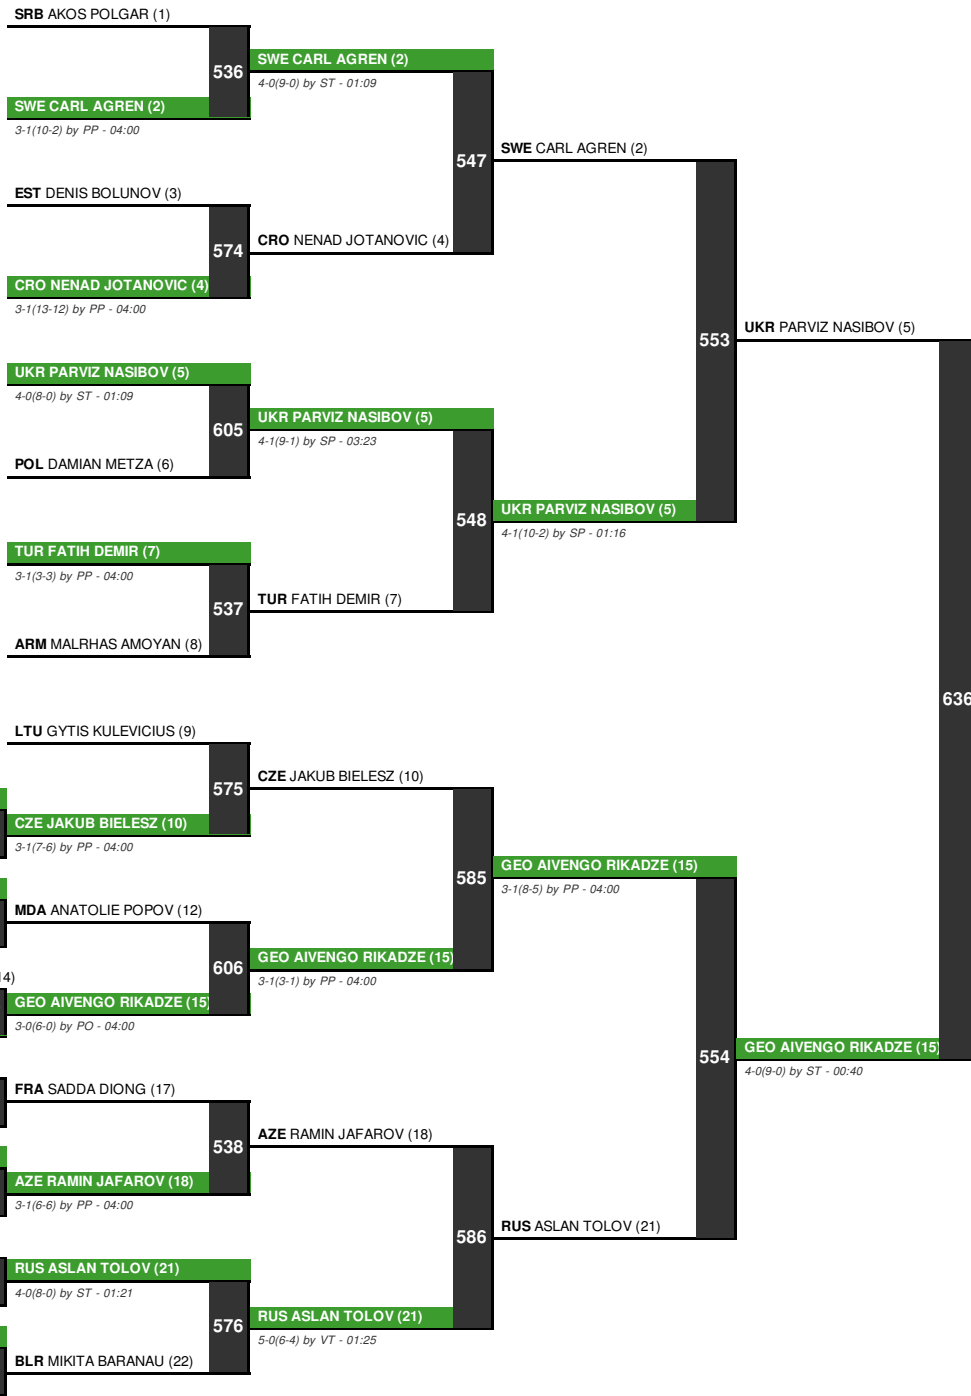 SRB AKOS POLGAR (1)
536
SWE CARL AGREN (2)
3-1(10-2) by PP - 04:00
SWE CARL AGREN (2)
4-0(9-0) by ST - 01:09
547
SWE CARL AGREN (2)
EST DENIS BOLUNOV (3)
574
CRO NENAD JOTANOVIC (4)
CRO NENAD JOTANOVIC (4)
3-1(13-12) by PP - 04:00
553
UKR PARVIZ NASIBOV (5)
UKR PARVIZ NASIBOV (5)
4-0(8-0) by ST - 01:09
605
UKR PARVIZ NASIBOV (5)
4-1(9-1) by SP - 03:23
POL DAMIAN METZA (6)
548
UKR PARVIZ NASIBOV (5)
4-1(10-2) by SP - 01:16
TUR FATIH DEMIR (7)
3-1(3-3) by PP - 04:00
537
TUR FATIH DEMIR (7)
ARM MALRHAS AMOYAN (8)
636
LTU GYTIS KULEVICIUS (9)
575
CZE JAKUB BIELESZ (10)
CZE JAKUB BIELESZ (10)
3-1(7-6) by PP - 04:00
585
GEO AIVENGO RIKADZE (15)
3-1(8-5) by PP - 04:00
MDA ANATOLIE POPOV (12)
606
GEO AIVENGO RIKADZE (15)
3-1(3-1) by PP - 04:00
4)
GEO AIVENGO RIKADZE (15)
3-0(6-0) by PO - 04:00
554
GEO AIVENGO RIKADZE (15)
4-0(9-0) by ST - 00:40
FRA SADDA DIONG (17)
538
AZE RAMIN JAFAROV (18)
AZE RAMIN JAFAROV (18)
3-1(6-6) by PP - 04:00
586
RUS ASLAN TOLOV (21)
RUS ASLAN TOLOV (21)
4-0(8-0) by ST - 01:21
576
RUS ASLAN TOLOV (21)
5-0(6-4) by VT - 01:25
BLR MIKITA BARANAU (22)